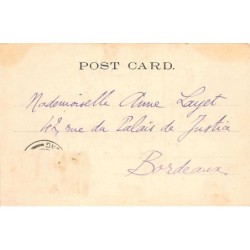 POST CARD.
Mademoiselle Anne Layet
42, rue du Palais de Justice
Bordeaux